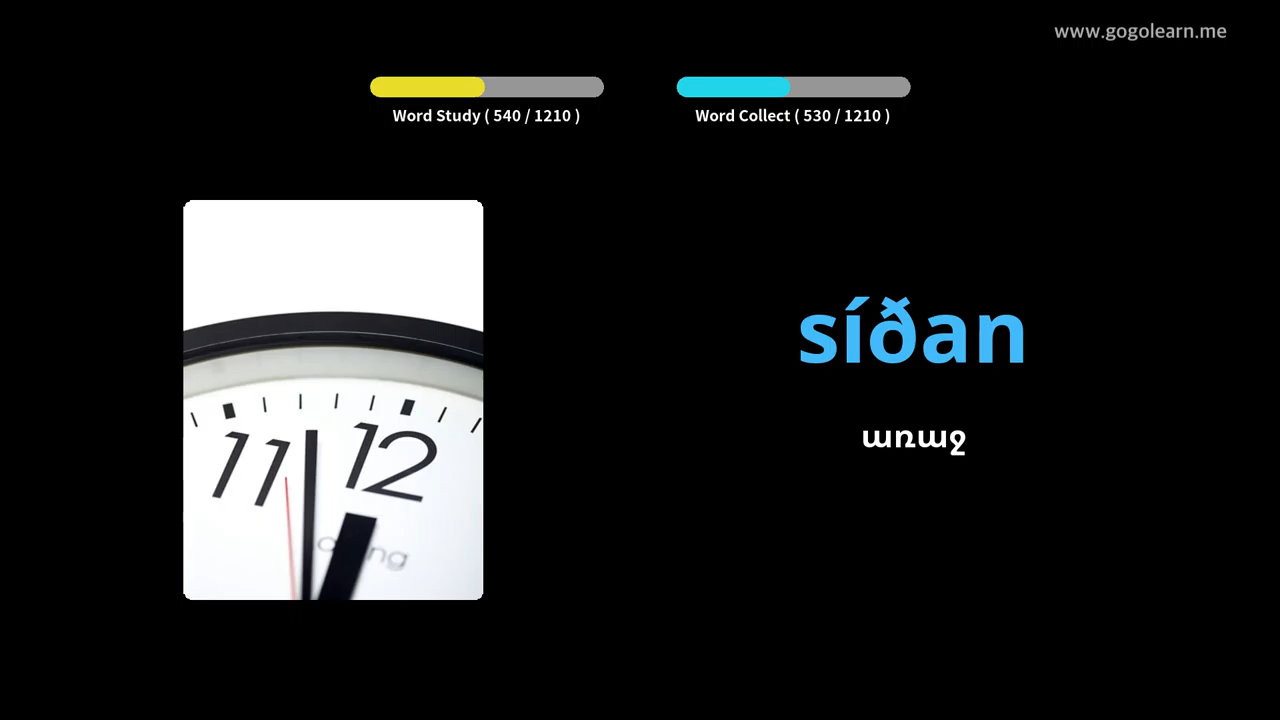 www.gogolearn.me
Word Study ( 540 / 1210 )
Word Collect ( 530 / 1210 )
síðan
առաջ
11 12